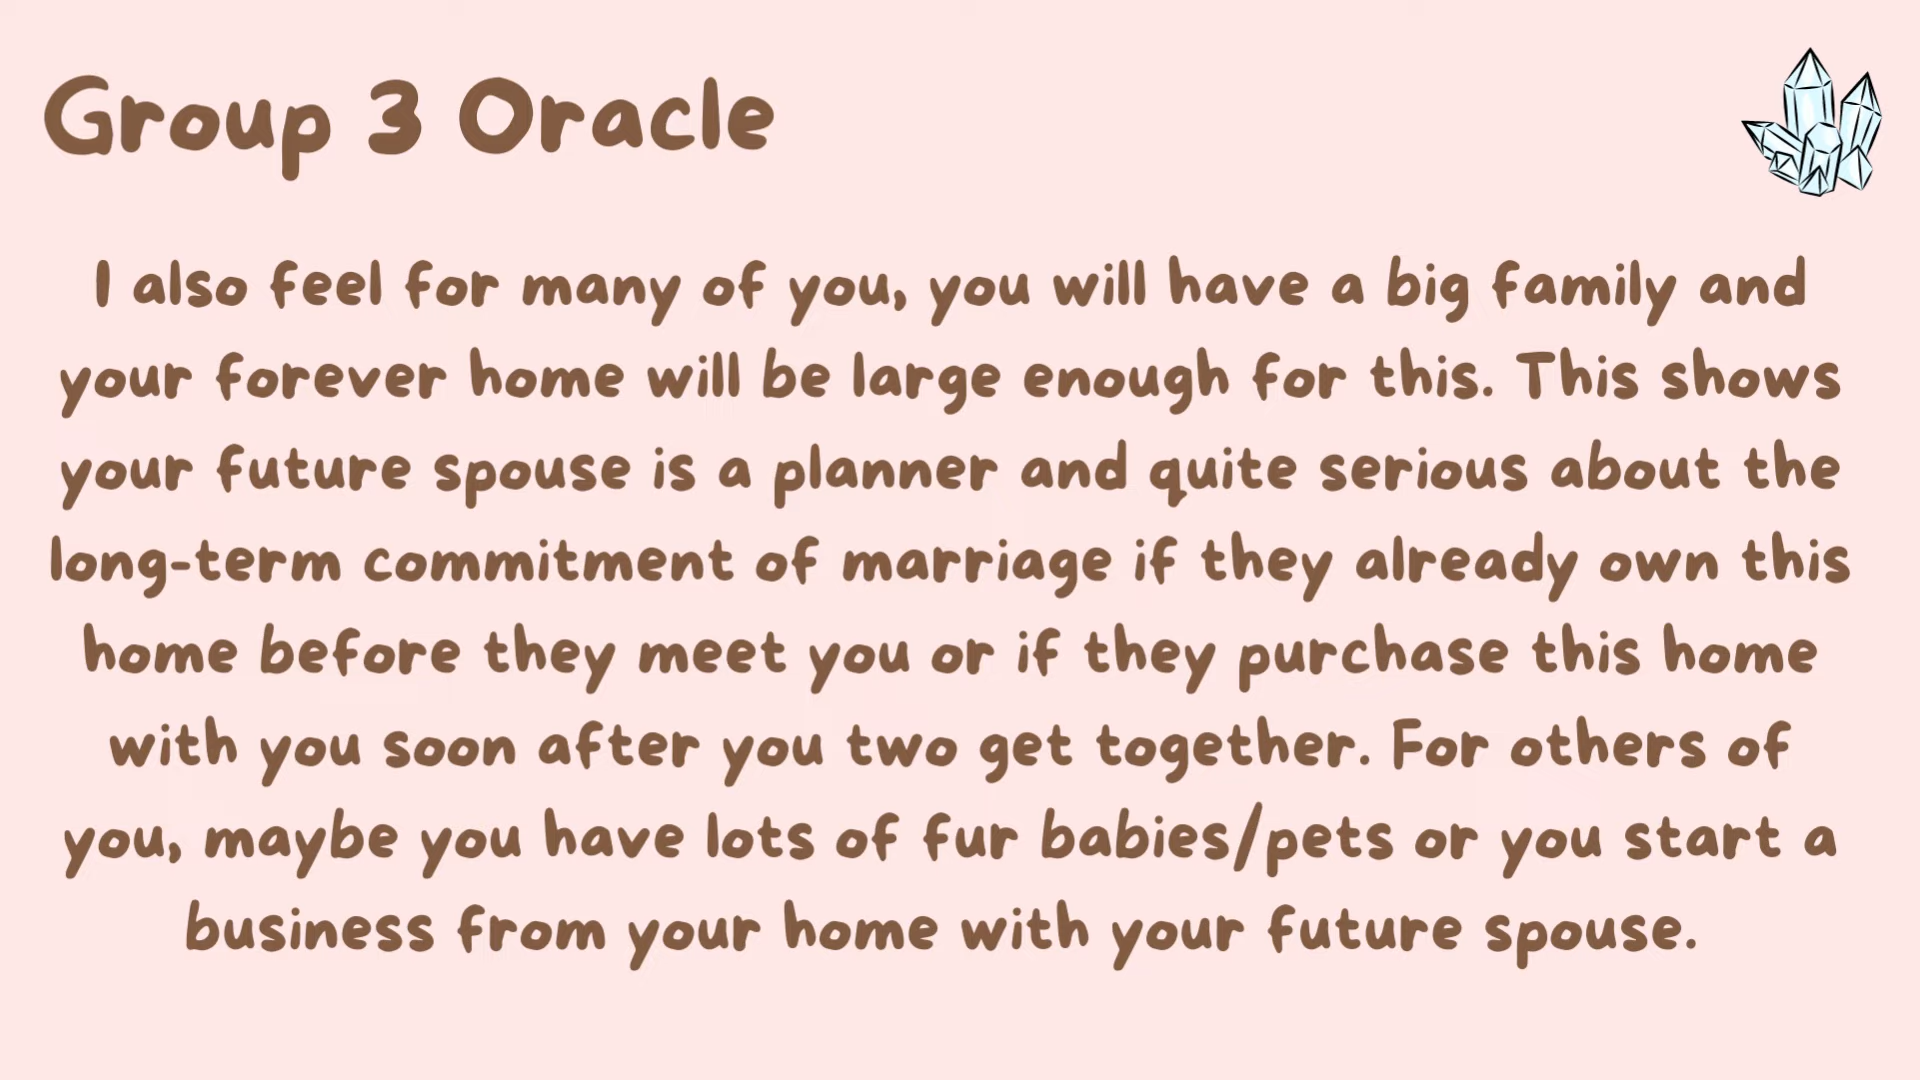 Group 3 Oracle
I also feel for many of you, you will have a big family and
your forever home will be large enough for this. This shows
your future spouse is a planner and quite serious about the
long-term commitment of marriage if they already own this
home before they meet you or if they purchase this home
with you soon after you two get together. For others of
you, maybe you have lots of fur babies/pets or you start a
business from your home with your future spouse.